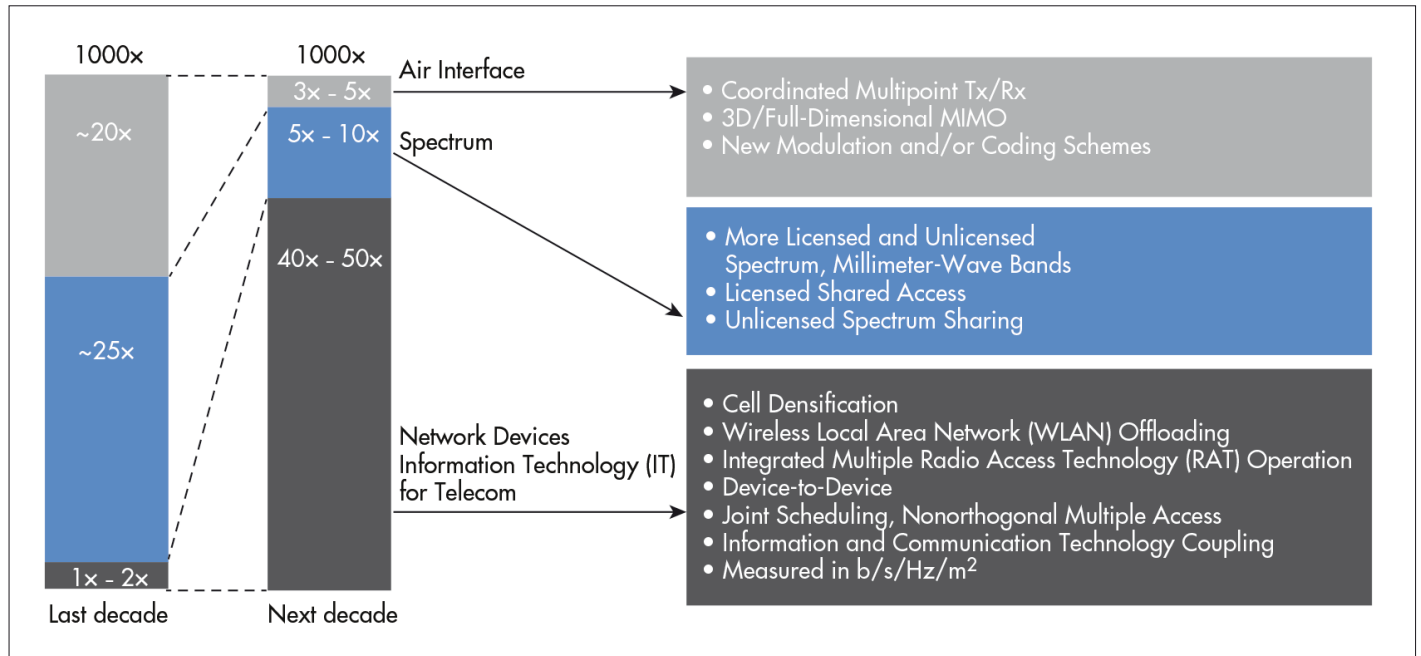 1000×
~20×
~25×
1× - 2×
Last decade
1000×
3× - 5×
5× - 10×
40× - 50×
Next decade
Air Interface
Spectrum
Network Devices
Information Technology (IT)
for Telecom
• Coordinated Multipoint Tx/Rx
• 3D/Full-Dimensional MIMO
• New Modulation and/or Coding Schemes
• More Licensed and Unlicensed
Spectrum, Millimeter-Wave Bands
• Licensed Shared Access
• Unlicensed Spectrum Sharing
• Cell Densification
• Wireless Local Area Network (WLAN) Offloading
• Integrated Multiple Radio Access Technology (RAT) Operation
• Device-to-Device
• Joint Scheduling, Nonorthogonal Multiple Access
• Information and Communication Technology Coupling
• Measured in b/s/Hz/m²